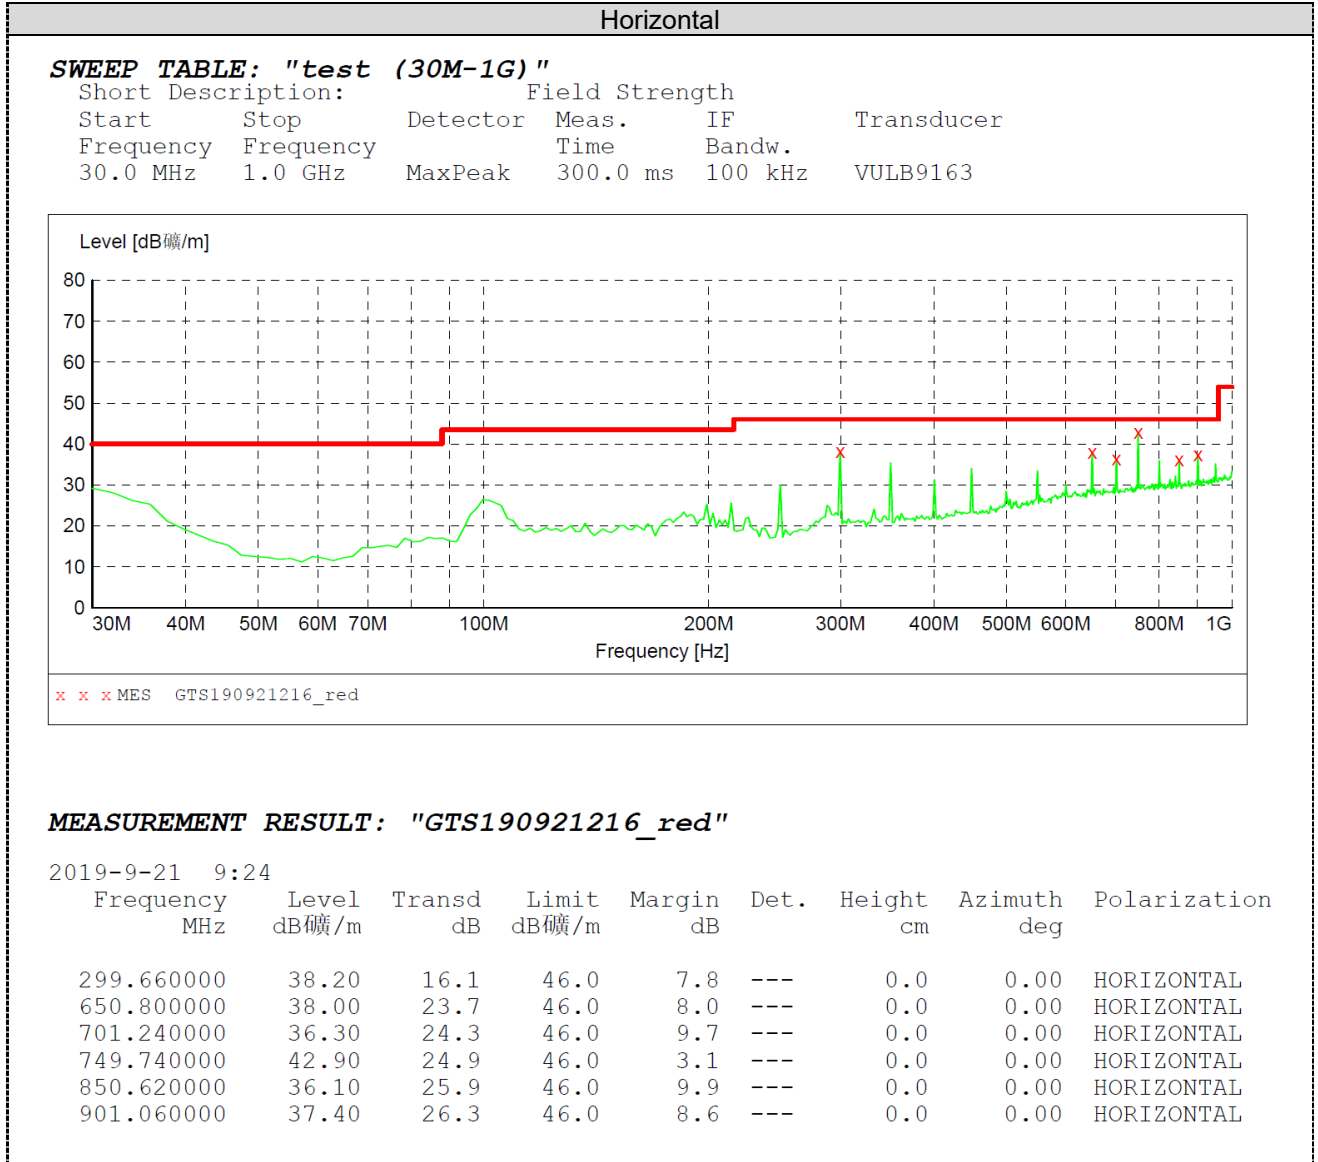 Horizontal
SWEEP TABLE: "test (30M-1G)"
Short Description: Field Strength
Start Stop Detector Meas. IF Transducer
Frequency Frequency Time Bandw.
30.0 MHz 1.0 GHz MaxPeak 300.0 ms 100 kHz VULB9163
Level [dB礦/m]
80
70
60
50
40
30
20
10
0
30M 40M 50M 60M 70M 100M 200M 300M 400M 500M 600M 800M 1G
Frequency [Hz]
x x x MES GTS190921216_red
MEASUREMENT RESULT: "GTS190921216_red"
2019-9-21 9:24
Frequency Level Transd Limit Margin Det. Height Azimuth Polarization
MHz dB礦/m dB dB礦/m dB cm deg
299.660000 38.20 16.1 46.0 7.8 --- 0.0 0.00 HORIZONTAL
650.800000 38.00 23.7 46.0 8.0 --- 0.0 0.00 HORIZONTAL
701.240000 36.30 24.3 46.0 9.7 --- 0.0 0.00 HORIZONTAL
749.740000 42.90 24.9 46.0 3.1 --- 0.0 0.00 HORIZONTAL
850.620000 36.10 25.9 46.0 9.9 --- 0.0 0.00 HORIZONTAL
901.060000 37.40 26.3 46.0 8.6 --- 0.0 0.00 HORIZONTAL